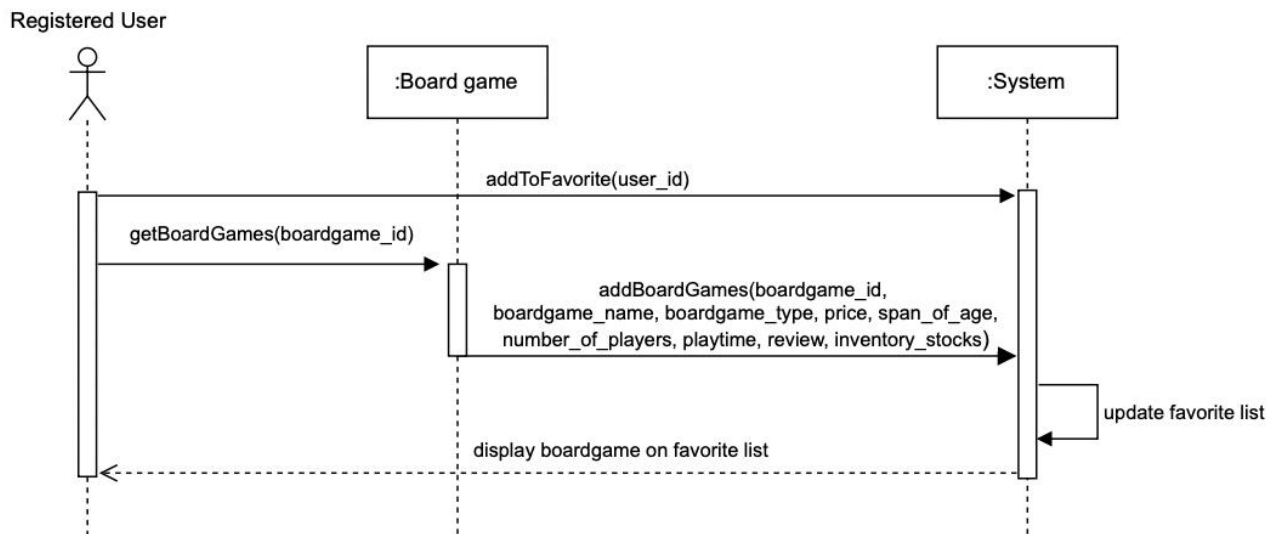 Registered User
:Board game
:System
addToFavorite(user_id)
getBoardGames(boardgame_id)
addBoardGames(boardgame_id,
boardgame_name, boardgame_type, price, span_of_age,
number_of_players, playtime, review, inventory_stocks)
update favorite list
display boardgame on favorite list